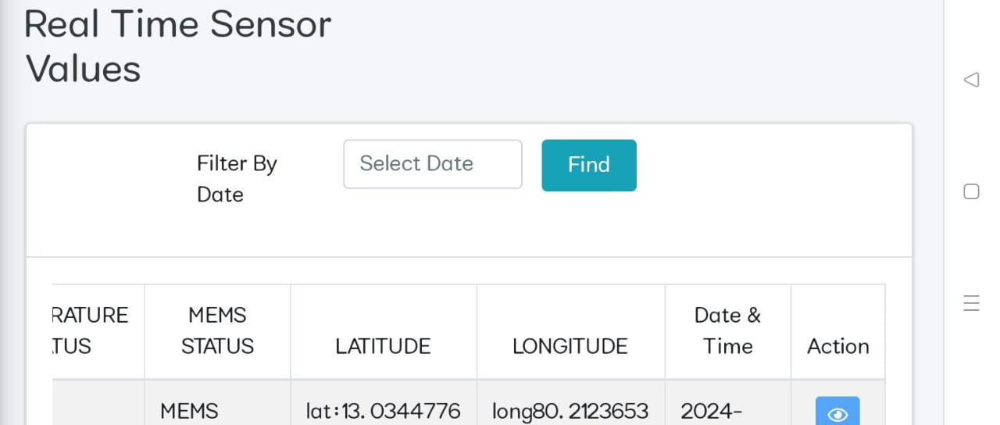 Real Time Sensor
Values
Filter By
Date
Select Date
Find
RATURE
TUS
MEMS
STATUS
LATITUDE
LONGITUDE
Date &
Time
Action
MEMS
lat:13. 0344776
long80. 2123653
2024-